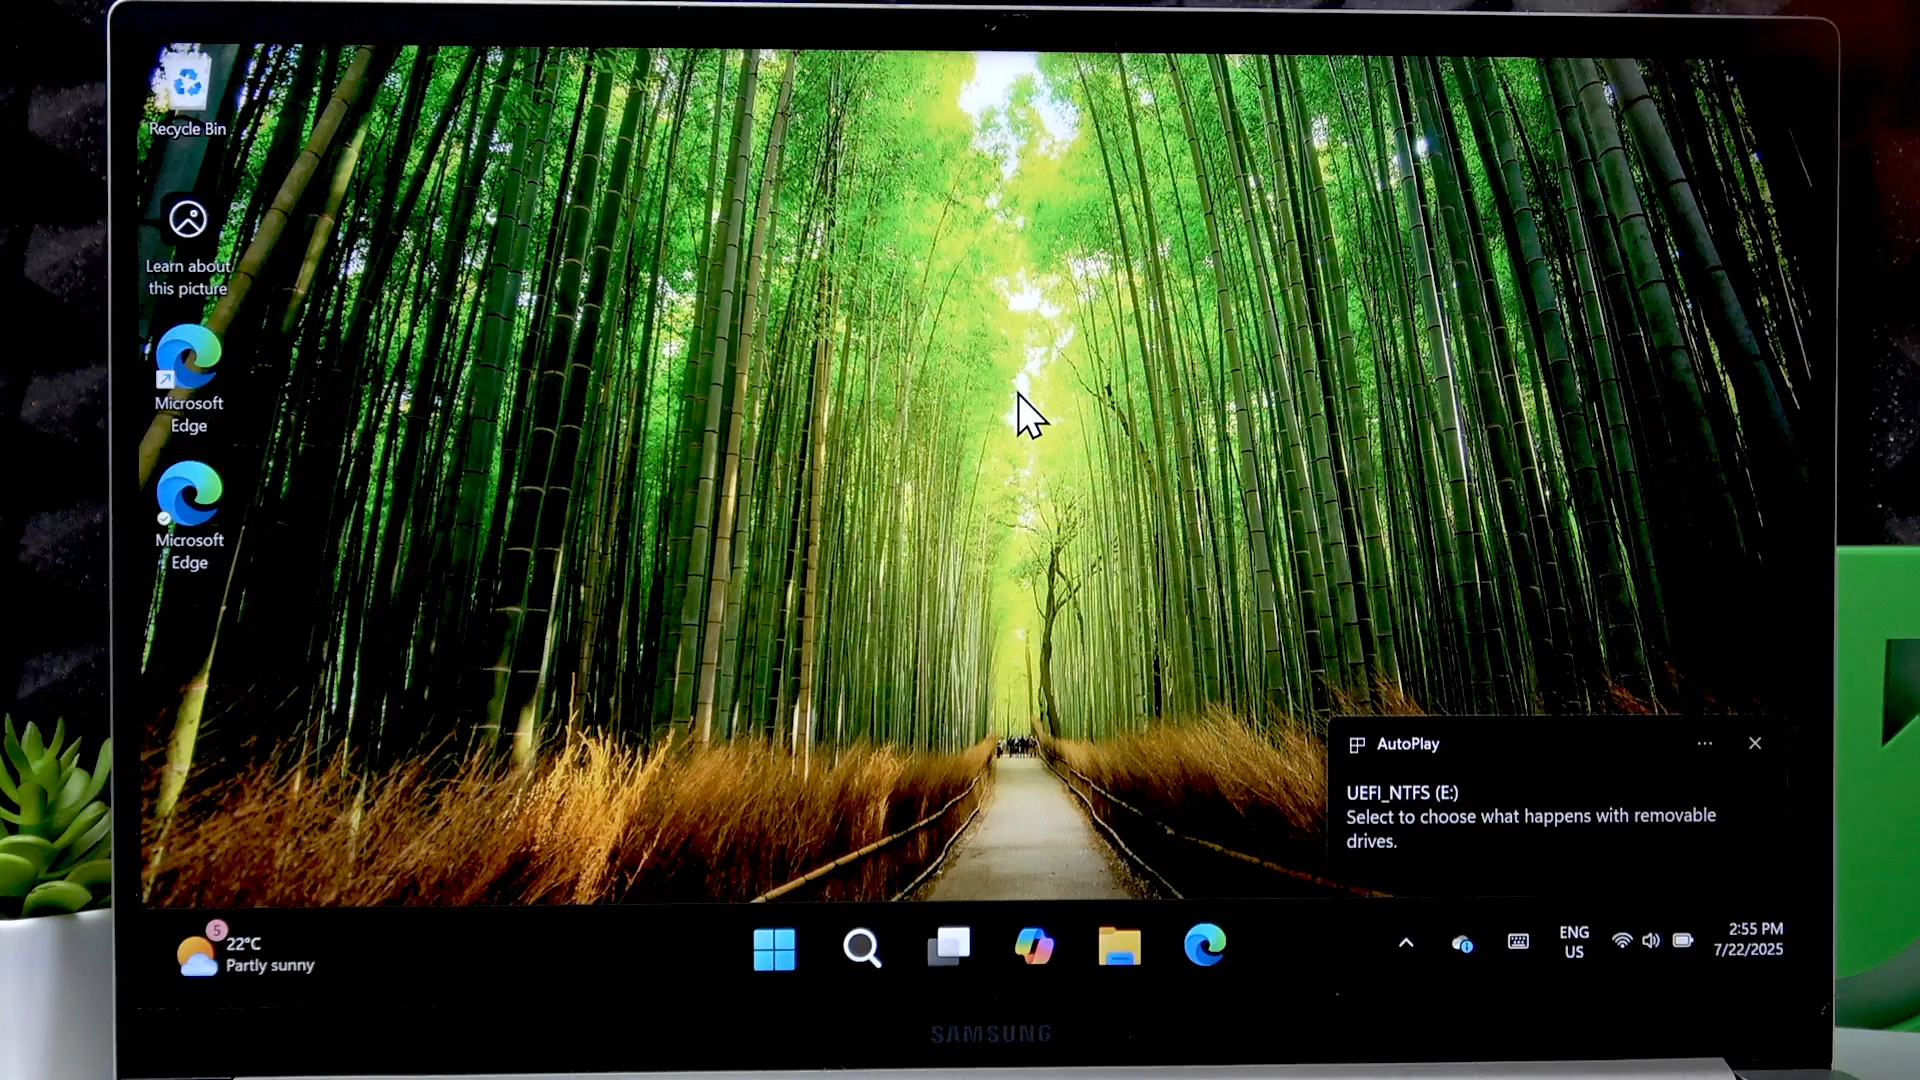 Recycle Bin
Learn about
this picture
Microsoft
Edge
Microsoft
Edge
AutoPlay
UEFI_NTFS (E:)
Select to choose what happens with removable
drives.
5
22°C
Partly sunny
ENG
US
2:55 PM
7/22/2025
SAMSUNG